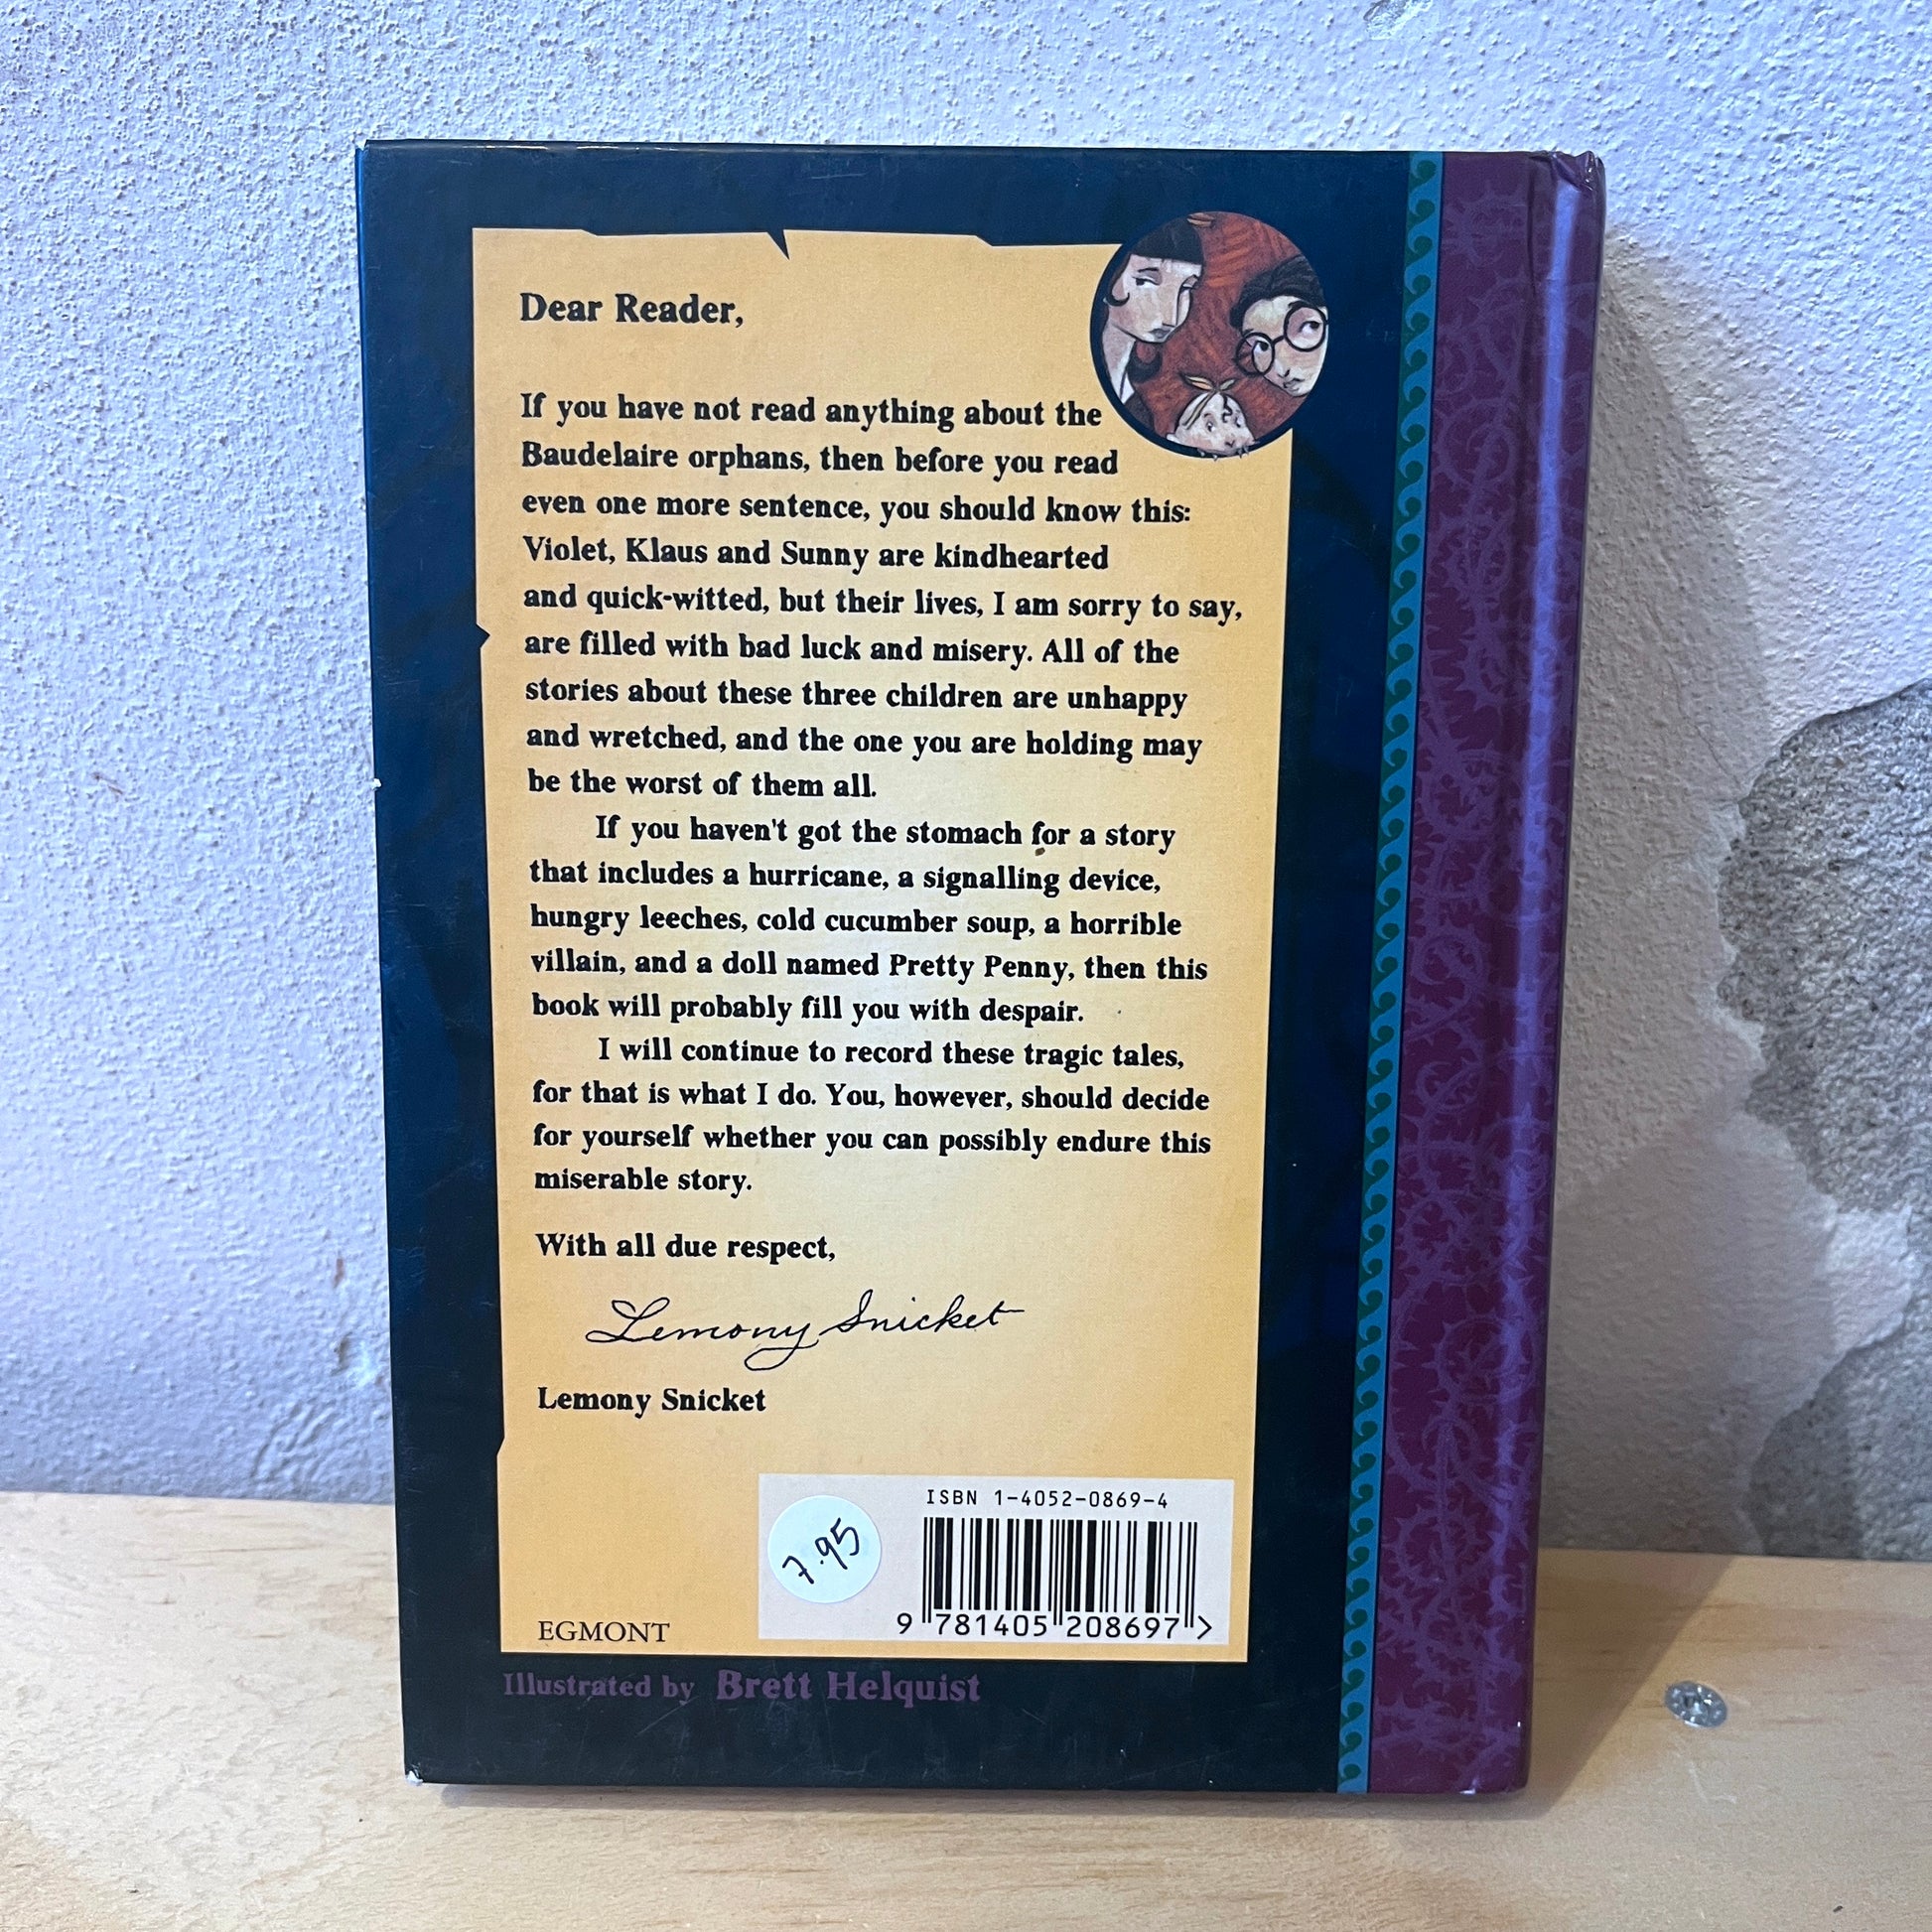 Dear Reader,
If you have not read anything about the
Baudelaire orphans, then before you read
even one more sentence, you should know this:
Violet, Klaus and Sunny are kindhearted
and quick-witted, but their lives, I am sorry to say,
are filled with bad luck and misery. All of the
stories about these three children are unhappy
and wretched, and the one you are holding may
be the worst of them all.
If you haven't got the stomach for a story
that includes a hurricane, a signalling device,
hungry leeches, cold cucumber soup, a horrible
villain, and a doll named Pretty Penny, then this
book will probably fill you with despair.
I will continue to record these tragic tales,
for that is what I do. You, however, should decide
for yourself whether you can possibly endure this
miserable story.
With all due respect,
Lemony Snicket
Lemony Snicket
ISBN 1-4052-0869-4
7.95
9 781405 208697 >
EGMONT
Illustrated by Brett Helquist